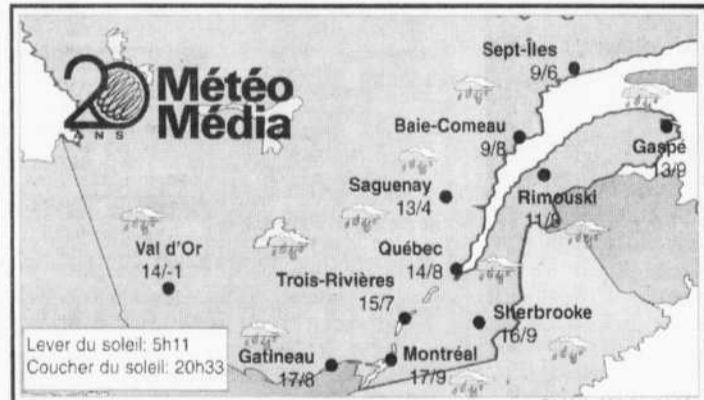 20 ANS
Météo
Média
Sept-Îles
9/6
Baie-Comeau
9/8
Gaspé
13/9
Saguenay
13/4
Rimouski
11/8
Val d'Or
14/-1
Québec
14/8
Trois-Rivières
15/7
Sherbrooke
16/9
Gatineau
17/8
Montréal
17/9
Lever du soleil: 5h11
Coucher du soleil: 20h33